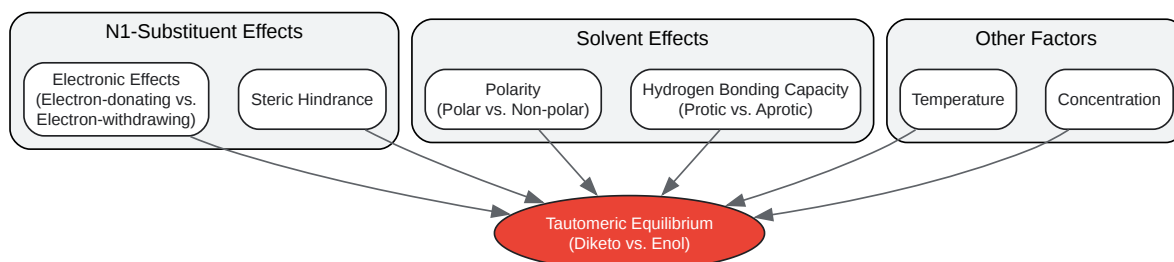 N1-Substituent Effects
Electronic Effects
(Electron-donating vs.
Electron-withdrawing)
Steric Hindrance
Solvent Effects
Polarity
(Polar vs. Non-polar)
Hydrogen Bonding Capacity
(Protic vs. Aprotic)
Other Factors
Temperature
Concentration
Tautomeric Equilibrium
(Diketo vs. Enol)